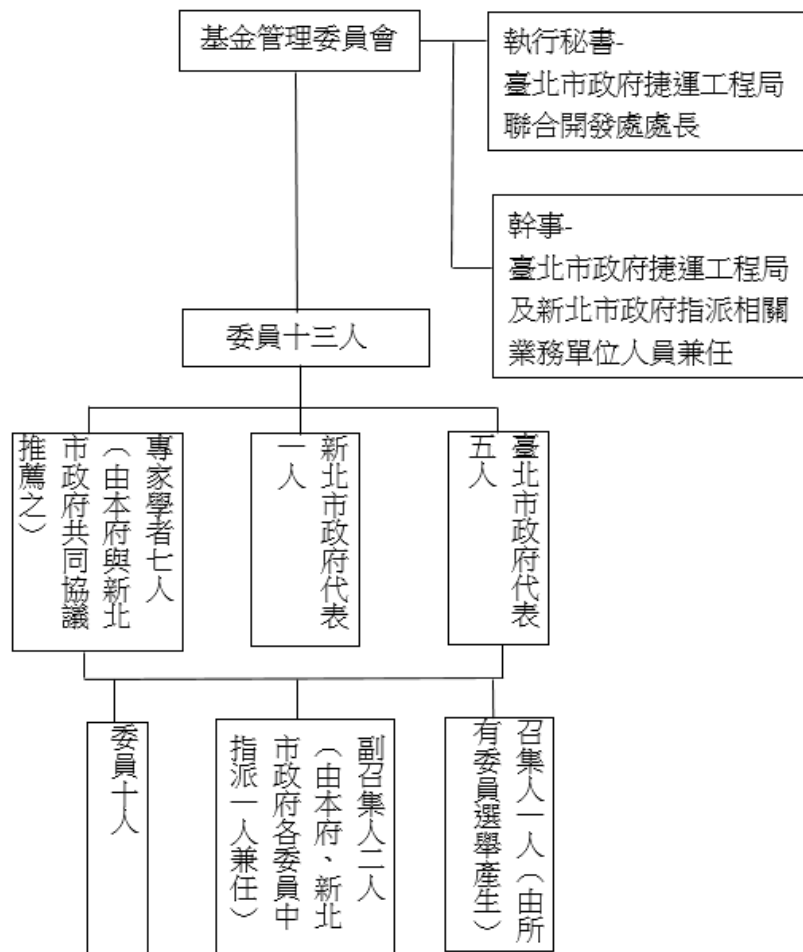 基金管理委員會
執行秘書-
臺北市政府捷運工程局
聯合開發處處長
幹事-
臺北市政府捷運工程局
及新北市政府指派相關
業務單位人員兼任
委員十三人
專家學者七人
（由本府與新北
市政府共同協議
推薦之）
新北市政府代表
一人
臺北市政府代表
五人
委員十人
副召集人二人
（由本府、新北
市政府各委員中
指派一人兼任）
召集人一人（由所
有委員選舉產生）